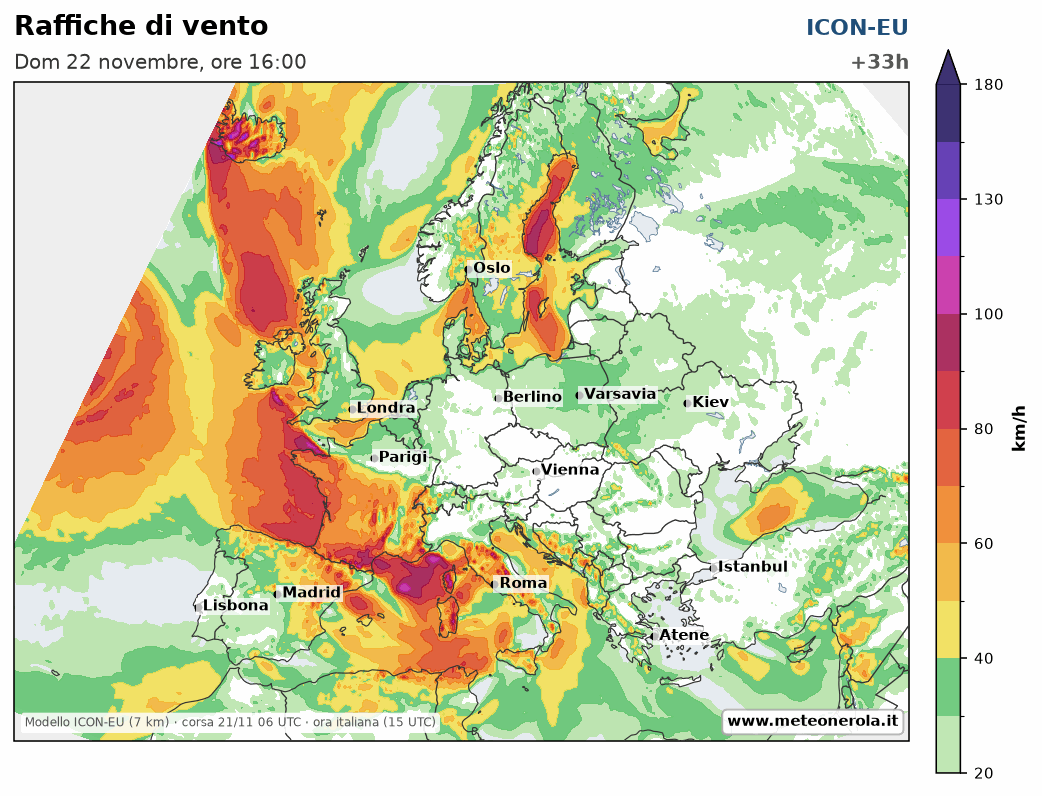 Raffiche di vento
ICON-EU
Dom 22 novembre, ore 16:00
+33h
180
130
100
80
60
40
20
km/h
Oslo
Londra
Berlino
Varsavia
Kiev
Parigi
Vienna
Istanbul
Roma
Madrid
Lisbona
Atene
Modello ICON-EU (7 km) · corsa 21/11 06 UTC · ora italiana (15 UTC)
www.meteonerola.it